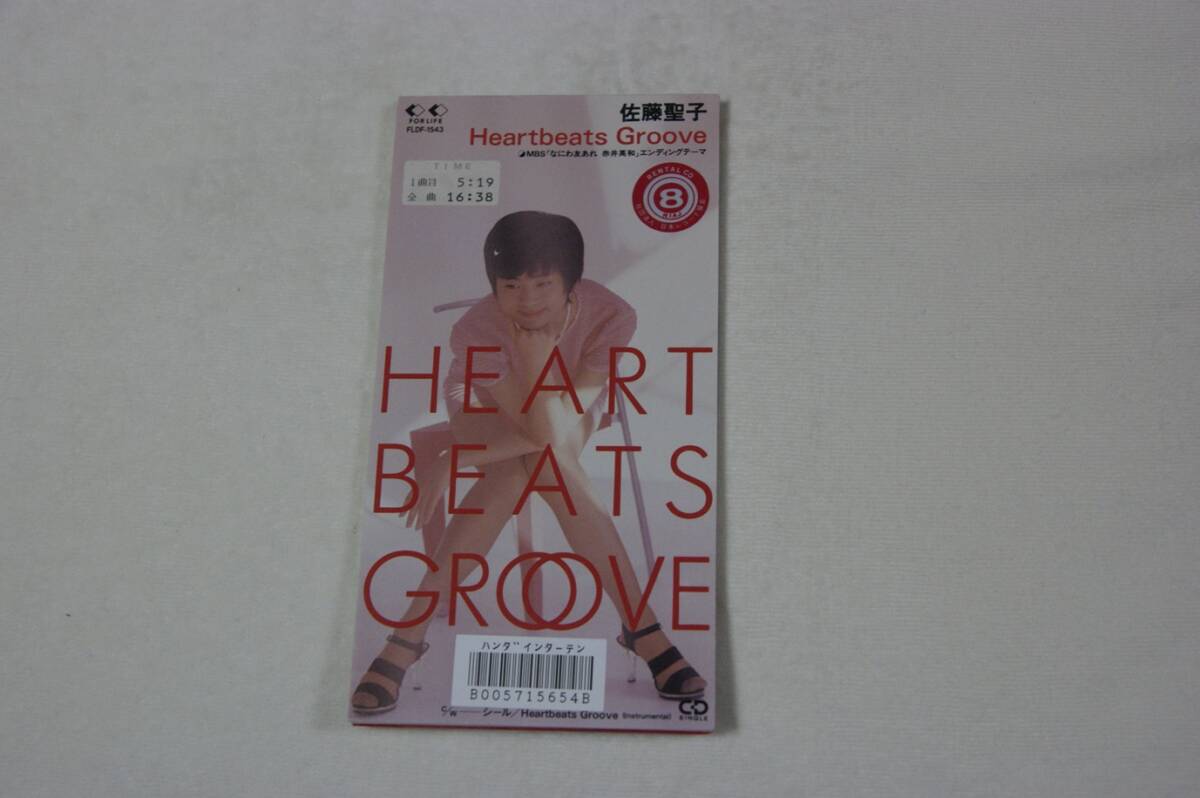 FOR LIFE
FLDF-1543
佐藤聖子
Heartbeats Groove
MBS「なにわ友あれ 赤井英和」エンディングテーマ
TIME
1曲目 5:19
全曲 16:38
RENTAL CD
8
HEART
BEATS
GROOVE
ハンダインターテン
B005715654B
C/W シール/Heartbeats Groove (Instrumental)
CD
SINGLE